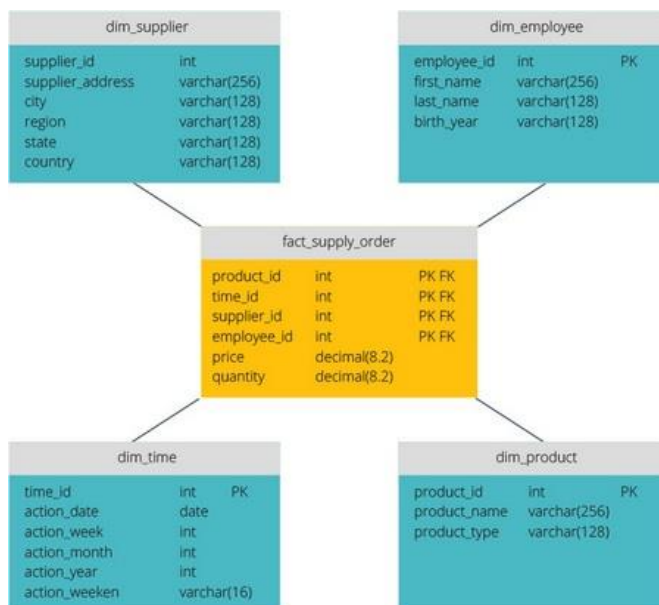 dim_supplier
supplier_id int
supplier_address varchar(256)
city varchar(128)
region varchar(128)
state varchar(128)
country varchar(128)
dim_employee
employee_id int PK
first_name varchar(256)
last_name varchar(128)
birth_year varchar(128)
fact_supply_order
product_id int PK FK
time_id int PK FK
supplier_id int PK FK
employee_id int PK FK
price decimal(8.2)
quantity decimal(8.2)
dim_time
time_id int PK
action_date date
action_week int
action_month int
action_year int
action_weeken varchar(16)
dim_product
product_id int PK
product_name varchar(256)
product_type varchar(128)